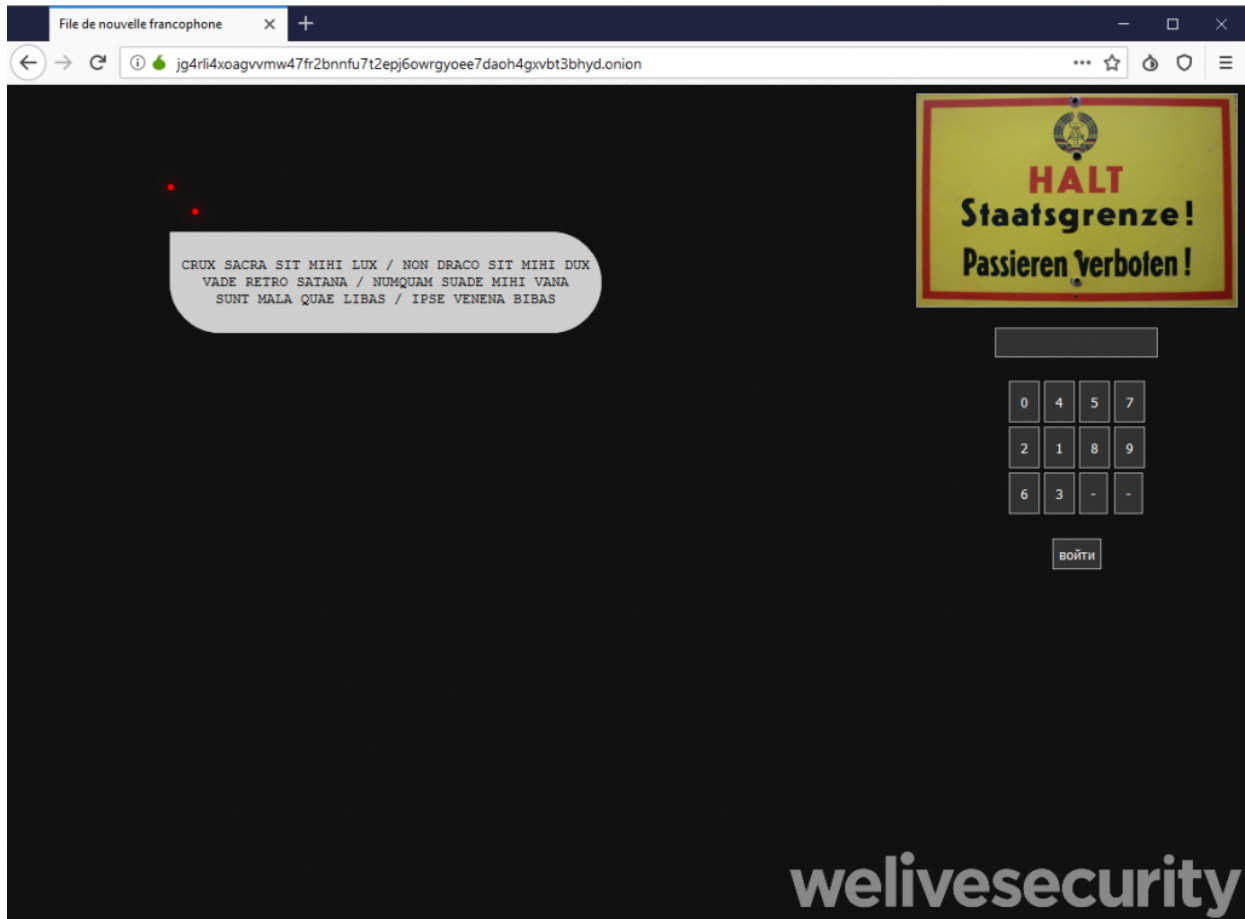 File de nouvelle francophone
jg4rli4xoagvvmw47fr2bnnfu7t2epj6owrgyoee7daoh4gxvbt3bhyd.onion
HALT
Staatsgrenze!
Passieren verboten!
CRUX SACRA SIT MIHI LUX / NON DRACO SIT MIHI DUX
VADE RETRO SATANA / NUMQUAM SUADE MIHI VANA
SUNT MALA QUAE LIBAS / IPSE VENENA BIBAS
0 4 5 7
2 1 8 9
6 3 - -
войти
welivesecurity